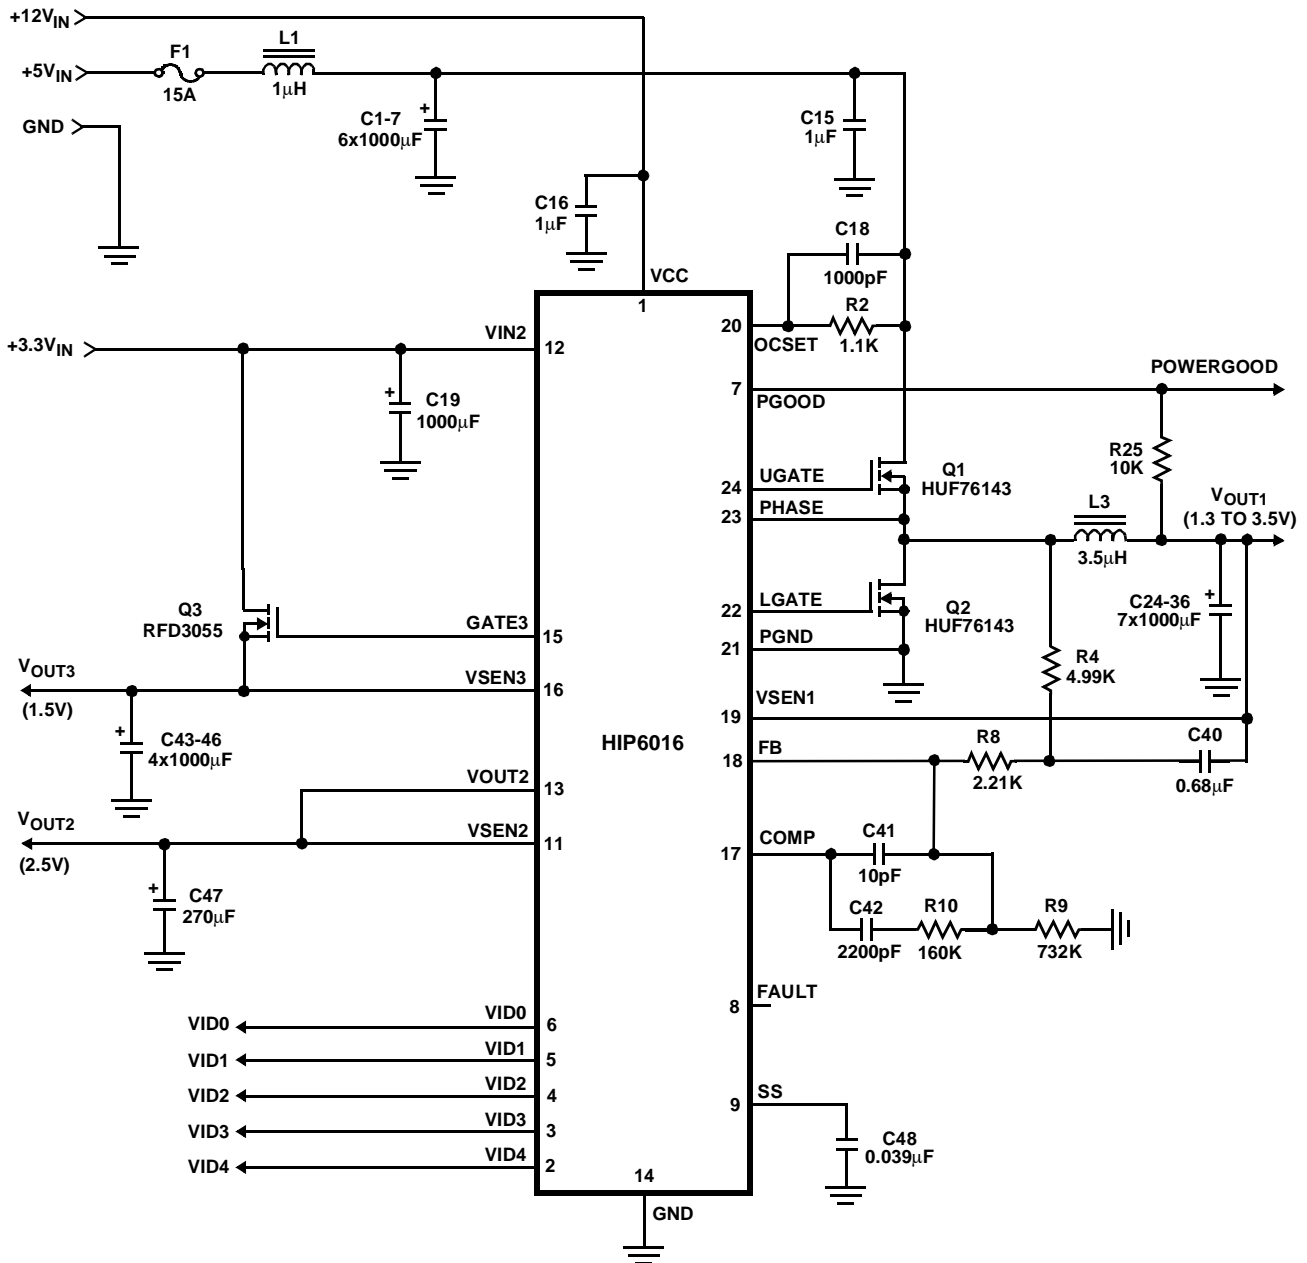 +12VIN
+5VIN
F1
15A
L1
1µH
GND
C1-7
6x1000µF
C15
1µF
C16
1µF
C18
1000pF
VCC
1
R2
1.1K
20
OCSET
+3.3VIN
VIN2
12
C19
1000µF
7
PGOOD
POWERGOOD
R25
10K
24
UGATE
Q1
HUF76143
23
PHASE
L3
3.5µH
VOUT1
(1.3 TO 3.5V)
22
LGATE
Q2
HUF76143
C24-36
7x1000µF
21
PGND
Q3
RFD3055
GATE3
15
VOUT3
(1.5V)
VSEN3
16
C43-46
4x1000µF
R4
4.99K
VSEN1
19
HIP6016
18
FB
R8
2.21K
C40
0.68µF
VOUT2
13
VOUT2
(2.5V)
VSEN2
11
C47
270µF
17
COMP
C41
10pF
C42
2200pF
R10
160K
R9
732K
8
FAULT
VID0
VID0
6
VID1
VID1
5
VID2
VID2
4
VID3
VID3
3
VID4
VID4
2
9
SS
C48
0.039µF
14
GND